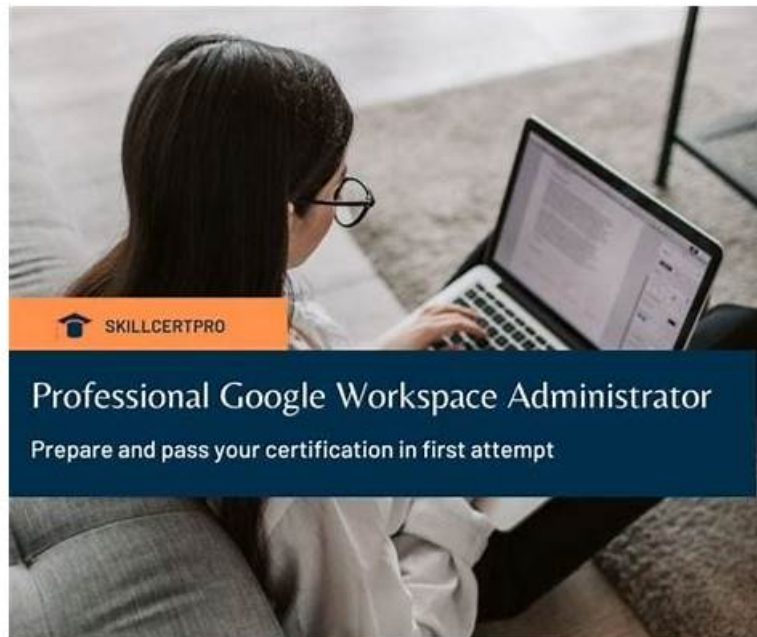 SKILLCERTPRO
Professional Google Workspace Administrator
Prepare and pass your certification in first attempt